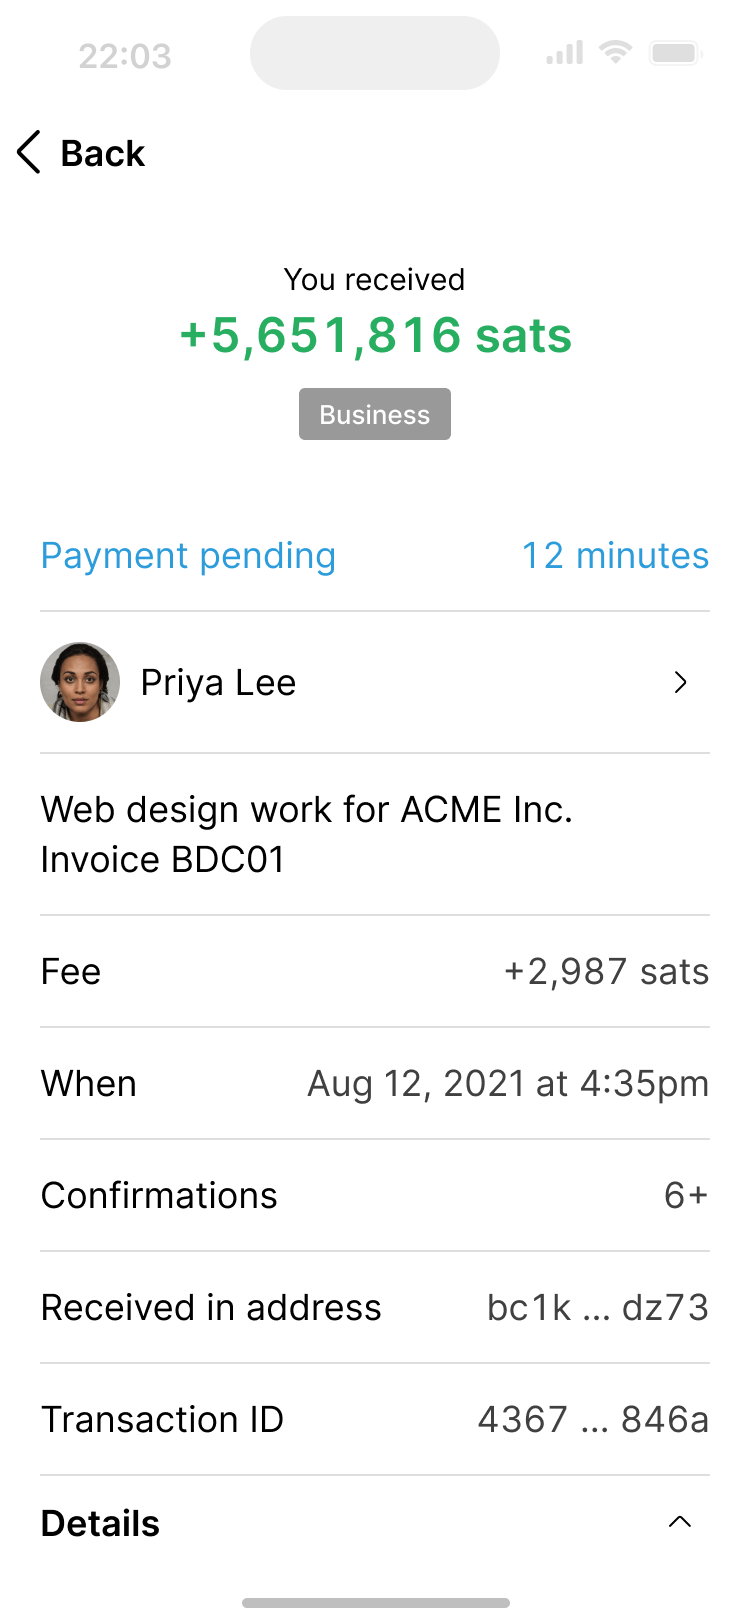 22:03
Back
You received
+5,651,816 sats
Business
Payment pending 12 minutes
Priya Lee
Web design work for ACME Inc.
Invoice BDC01
Fee +2,987 sats
When Aug 12, 2021 at 4:35pm
Confirmations 6+
Received in address bc1k ... dz73
Transaction ID 4367 ... 846a
Details